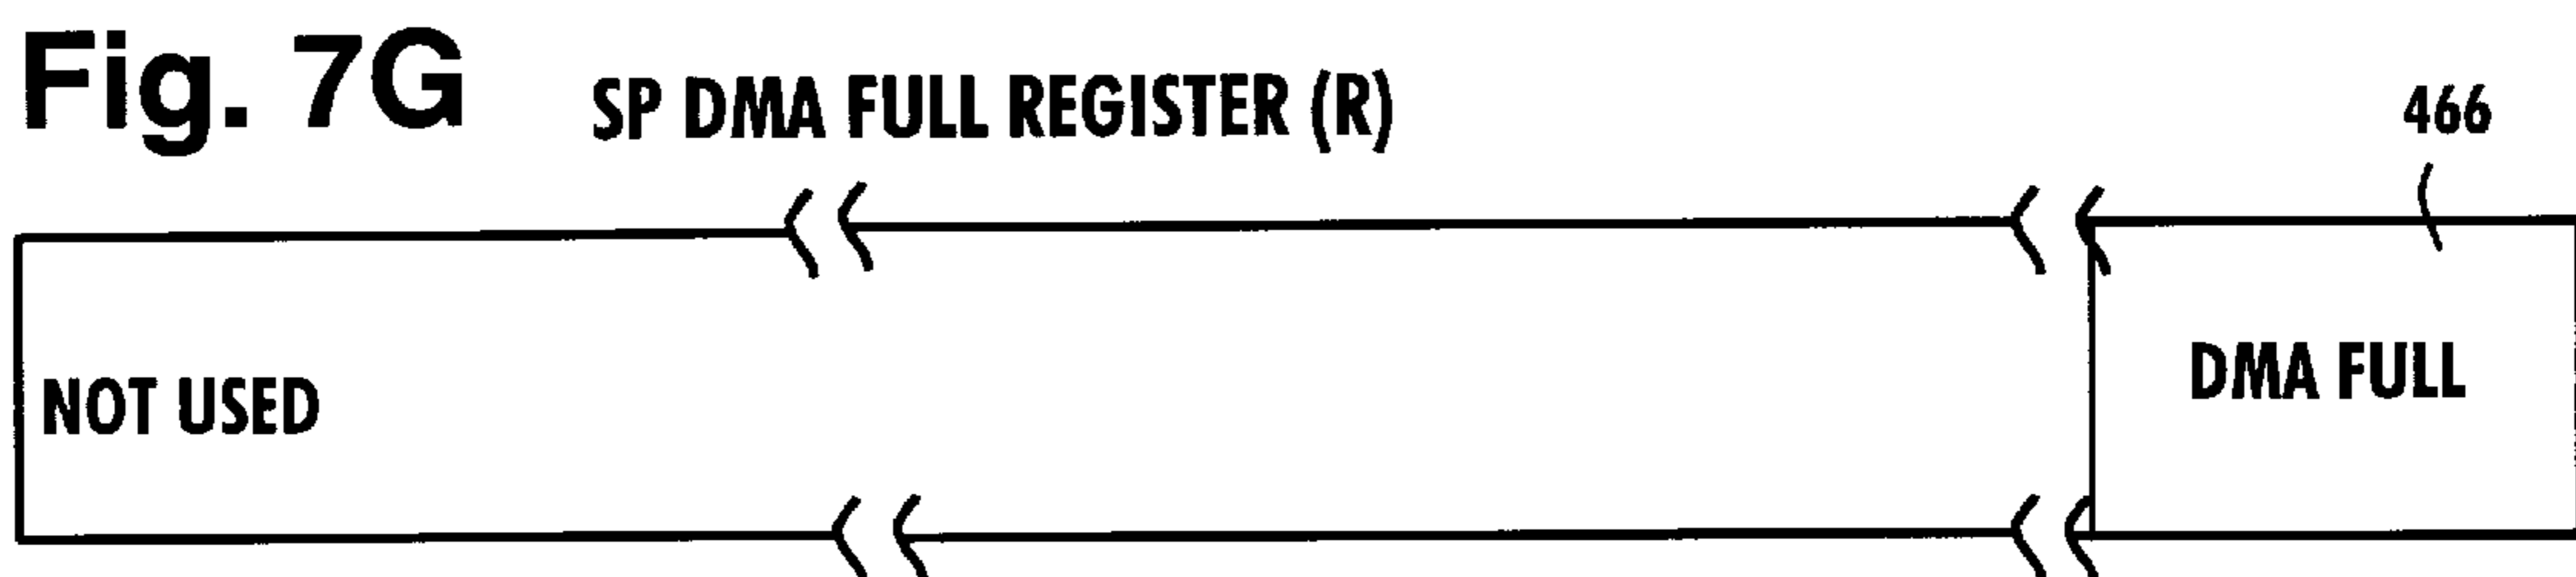 Fig. 7G
SP DMA FULL REGISTER (R)
466
NOT USED
DMA FULL